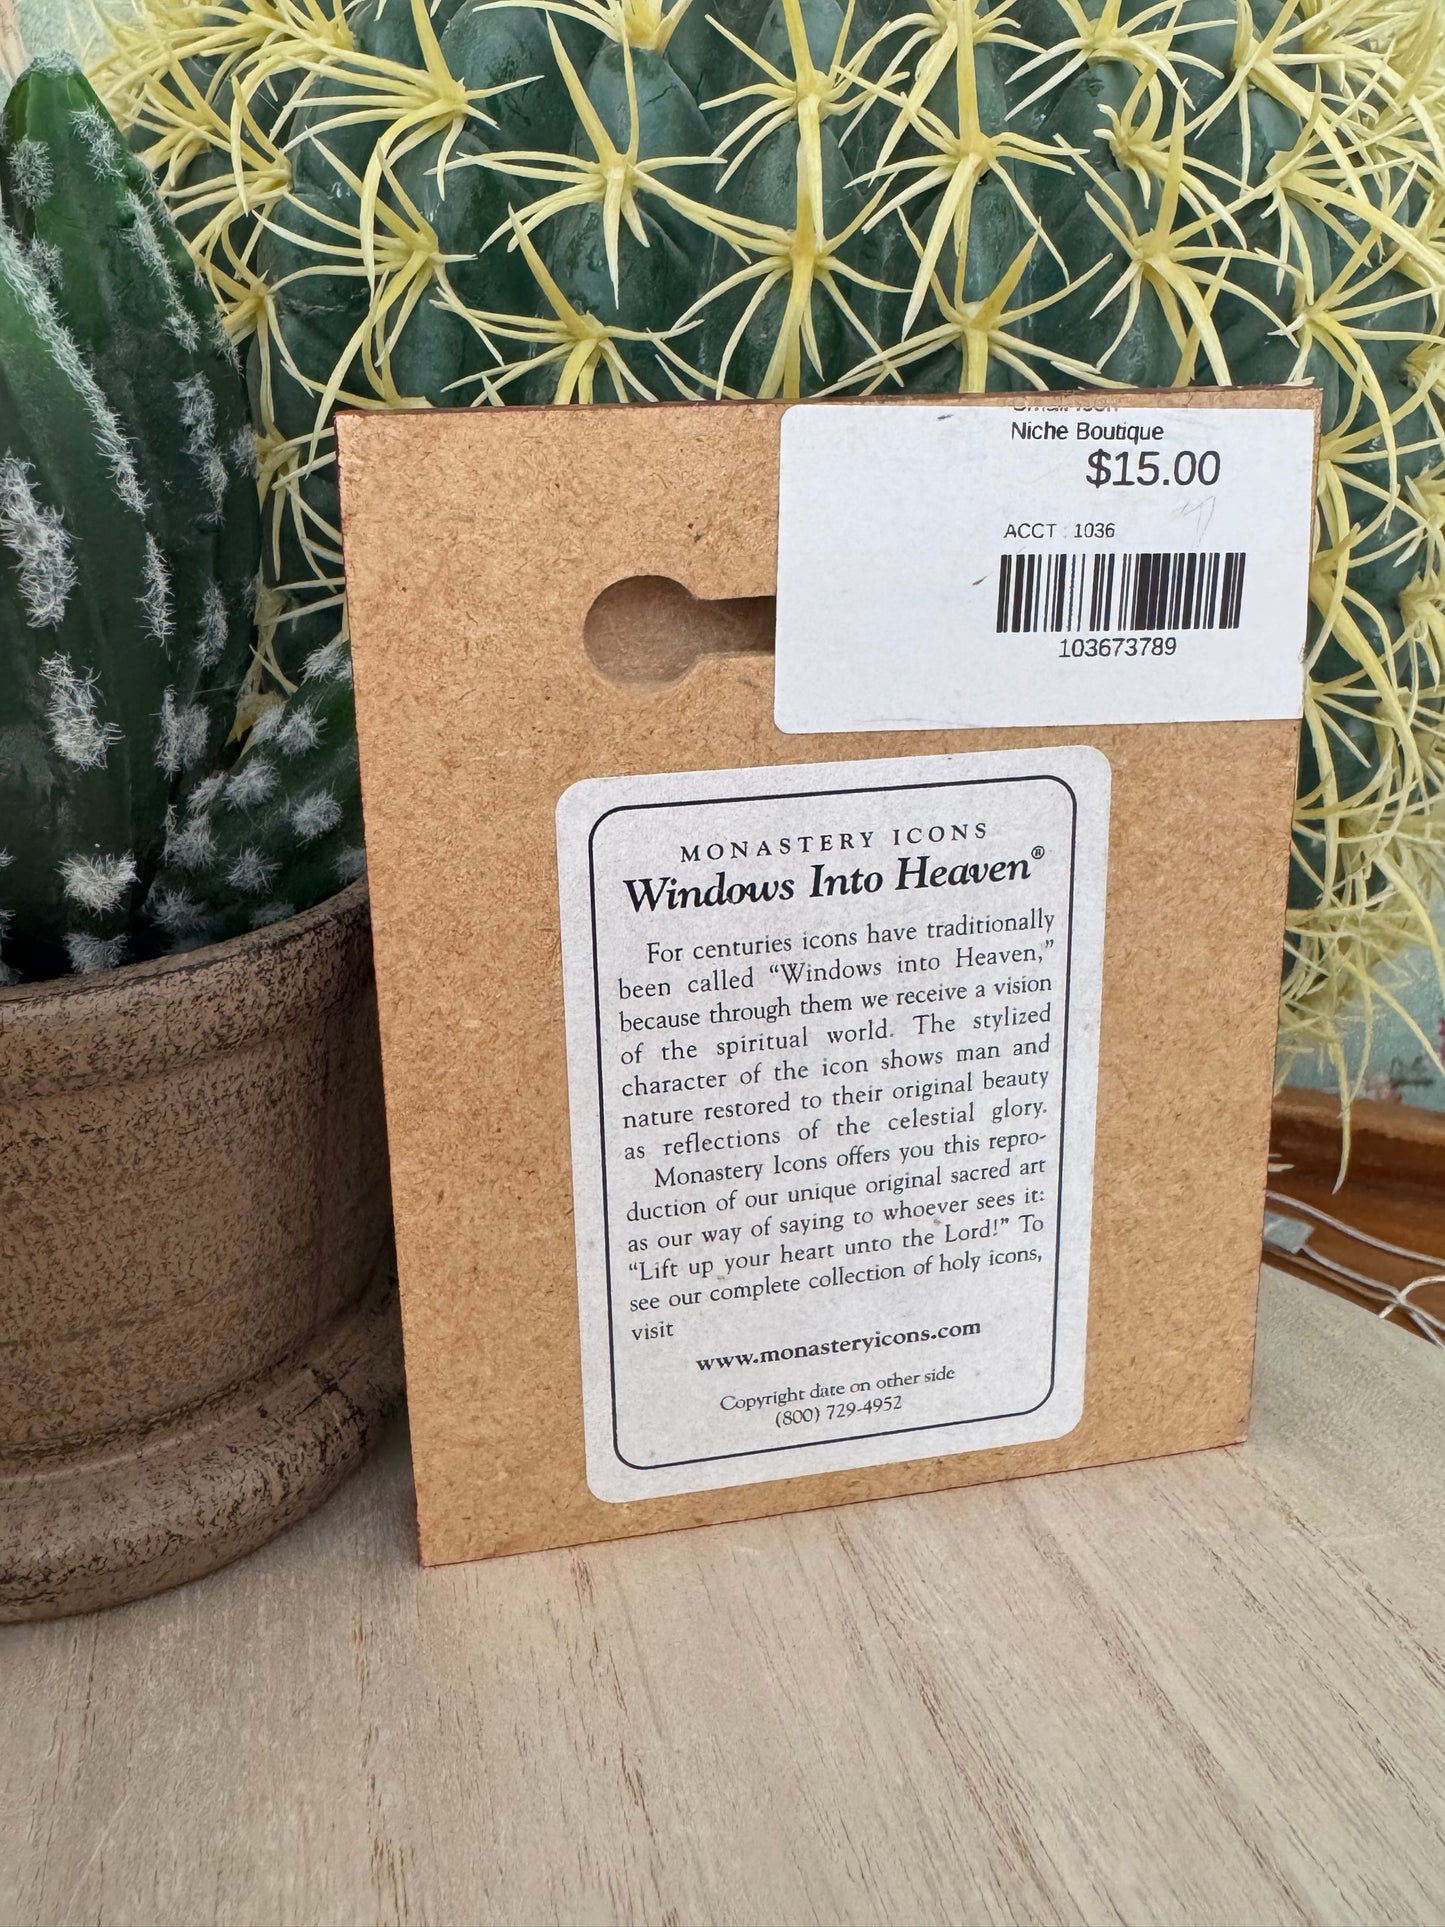 Small Icon
Niche Boutique
$15.00
ACCT : 1036
103673789
MONASTERY ICONS
Windows Into Heaven®
For centuries icons have traditionally
been called “Windows into Heaven,”
because through them we receive a vision
of the spiritual world. The stylized
character of the icon shows man and
nature restored to their original beauty
as reflections of the celestial glory.
Monastery Icons offers you this repro-
duction of our unique original sacred art
as our way of saying to whoever sees it:
“Lift up your heart unto the Lord!” To
see our complete collection of holy icons,
visit
www.monasteryicons.com
Copyright date on other side
(800) 729-4952